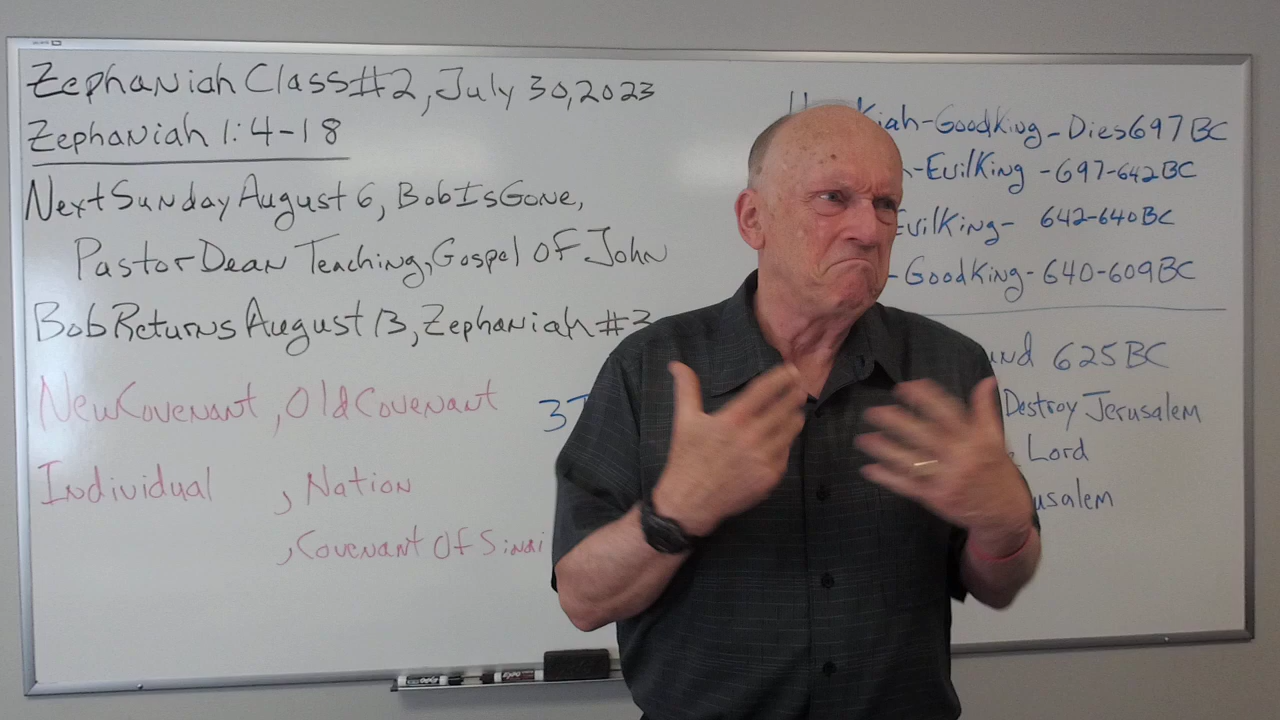 Zephaniah Class #2, July 30, 2023
Zephaniah 1:4-18
Next Sunday August 6, Bob Is Gone,
Pastor Dean Teaching, Gospel Of John
Bob Returns August 13, Zephaniah #3
New Covenant, Old Covenant
Individual, Nation
, Covenant Of Sinai
kiah-Good King-Dies 697 BC
-Evil King-697-642 BC
Evil King-642-640 BC
-Good King-640-609 BC
und 625 BC
Destroy Jerusalem
Lord
usalem